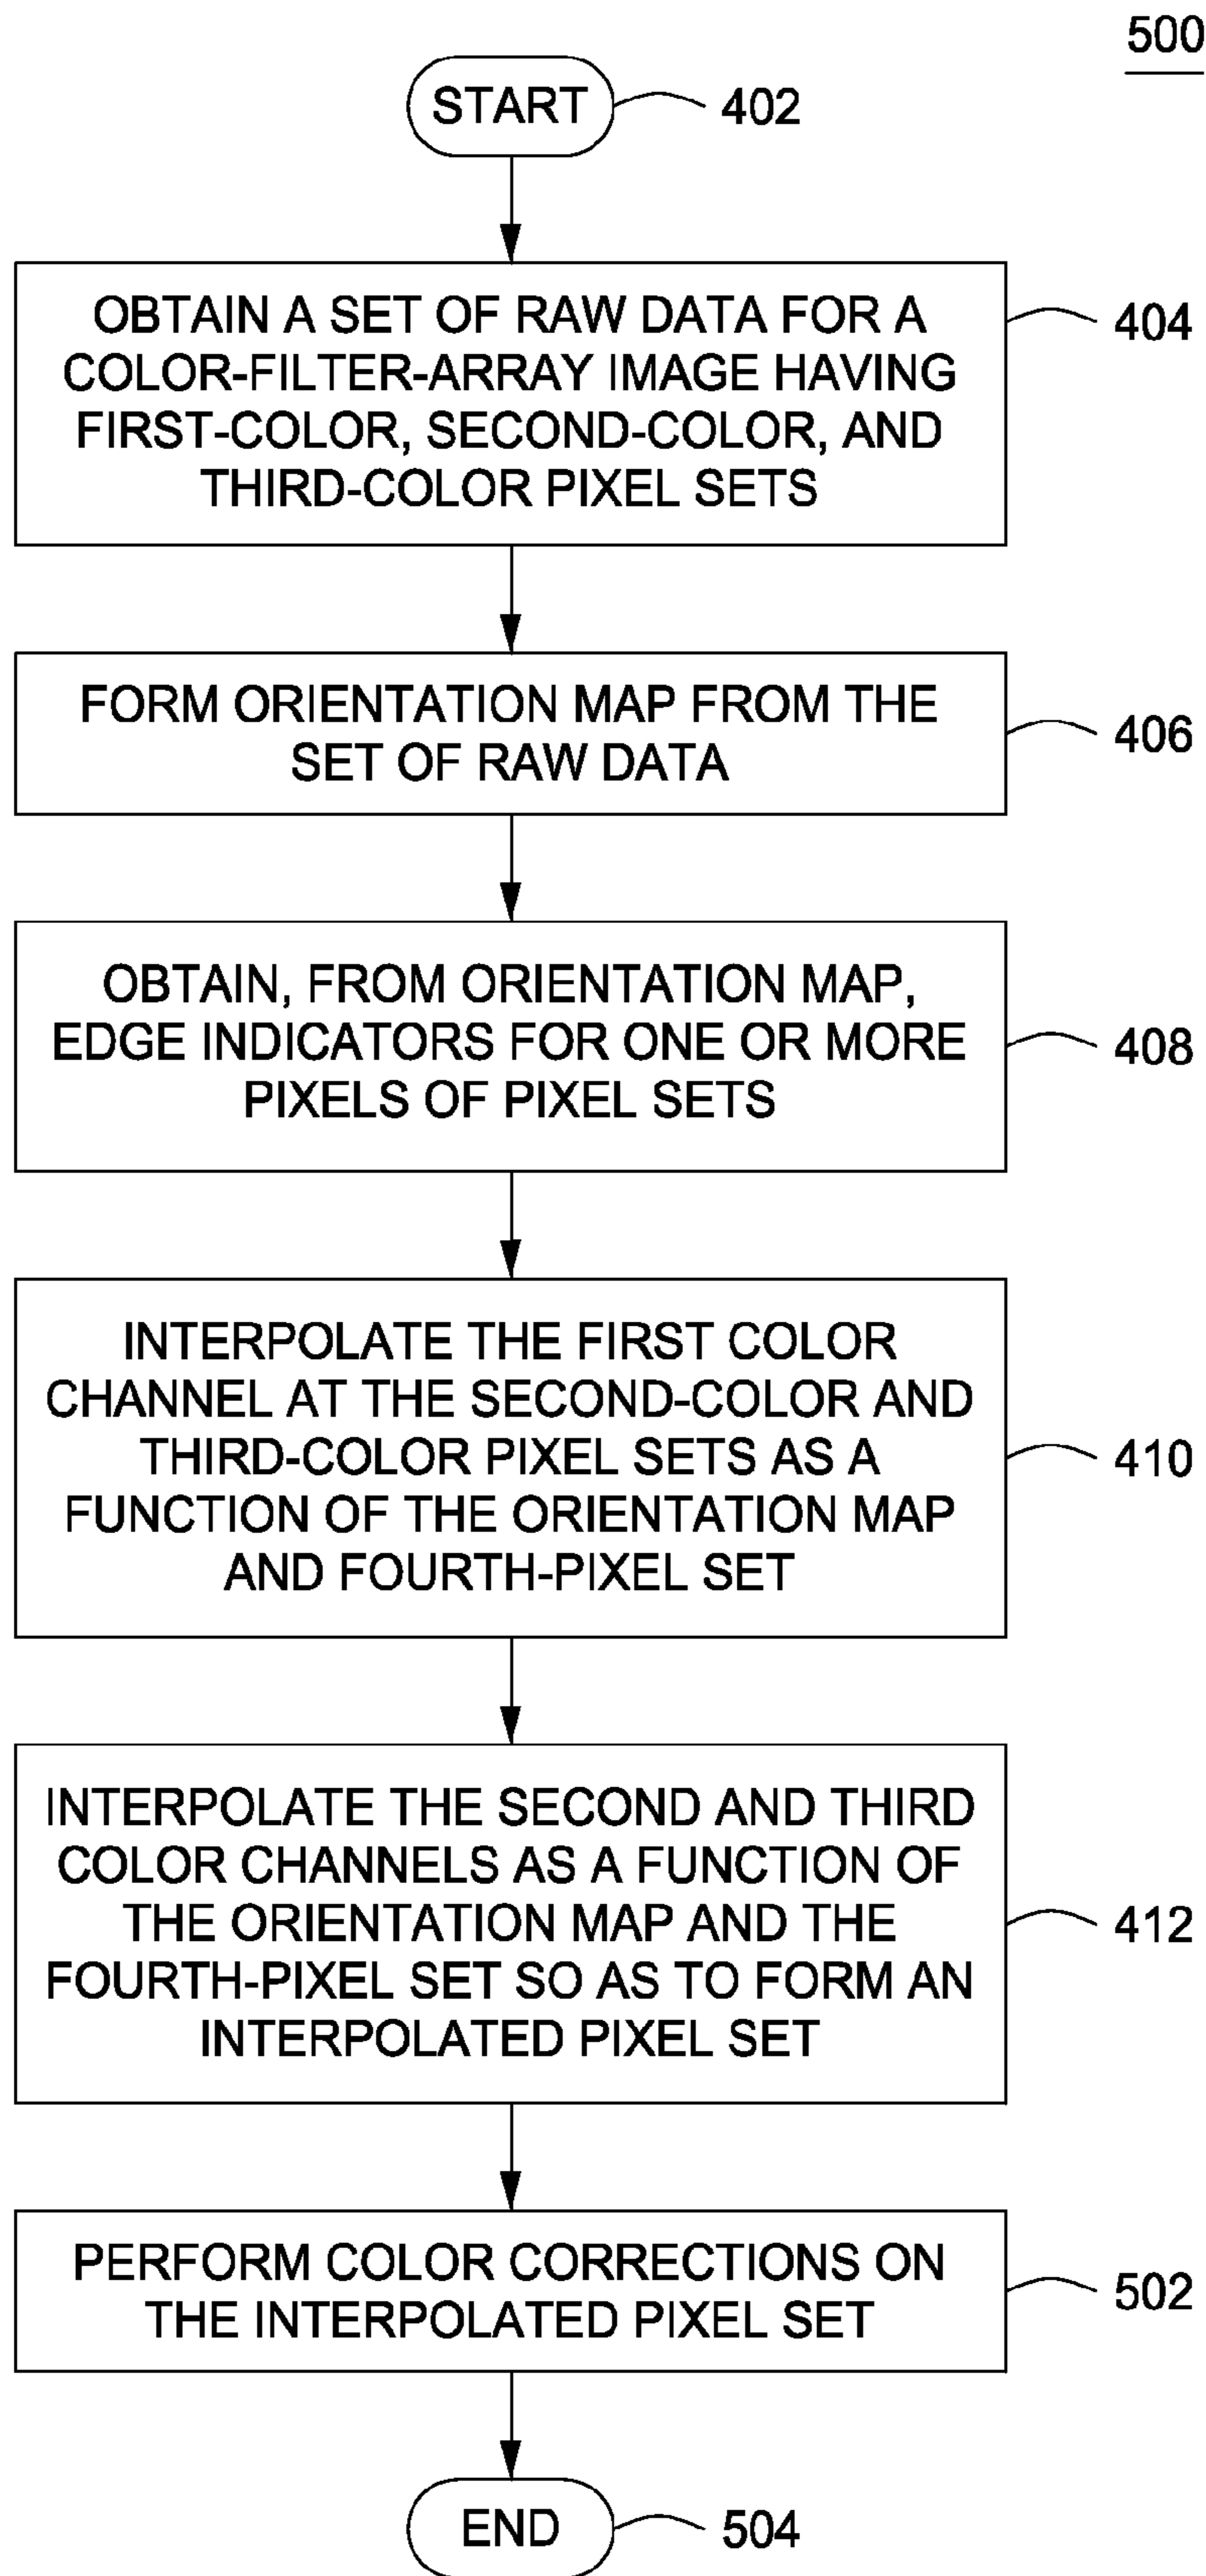 500
START
402
OBTAIN A SET OF RAW DATA FOR A
COLOR-FILTER-ARRAY IMAGE HAVING
FIRST-COLOR, SECOND-COLOR, AND
THIRD-COLOR PIXEL SETS
404
FORM ORIENTATION MAP FROM THE
SET OF RAW DATA
406
OBTAIN, FROM ORIENTATION MAP,
EDGE INDICATORS FOR ONE OR MORE
PIXELS OF PIXEL SETS
408
INTERPOLATE THE FIRST COLOR
CHANNEL AT THE SECOND-COLOR AND
THIRD-COLOR PIXEL SETS AS A
FUNCTION OF THE ORIENTATION MAP
AND FOURTH-PIXEL SET
410
INTERPOLATE THE SECOND AND THIRD
COLOR CHANNELS AS A FUNCTION OF
THE ORIENTATION MAP AND THE
FOURTH-PIXEL SET SO AS TO FORM AN
INTERPOLATED PIXEL SET
412
PERFORM COLOR CORRECTIONS ON
THE INTERPOLATED PIXEL SET
502
END
504